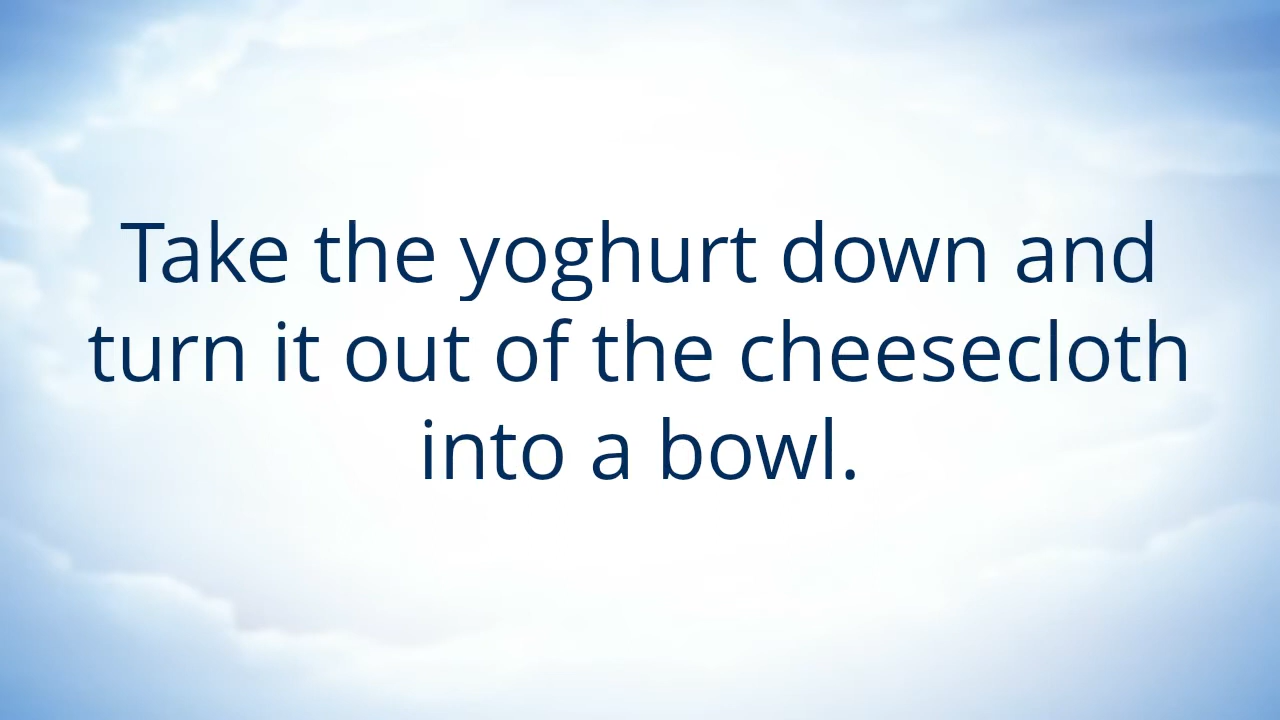 Take the yoghurt down and
turn it out of the cheesecloth
into a bowl.